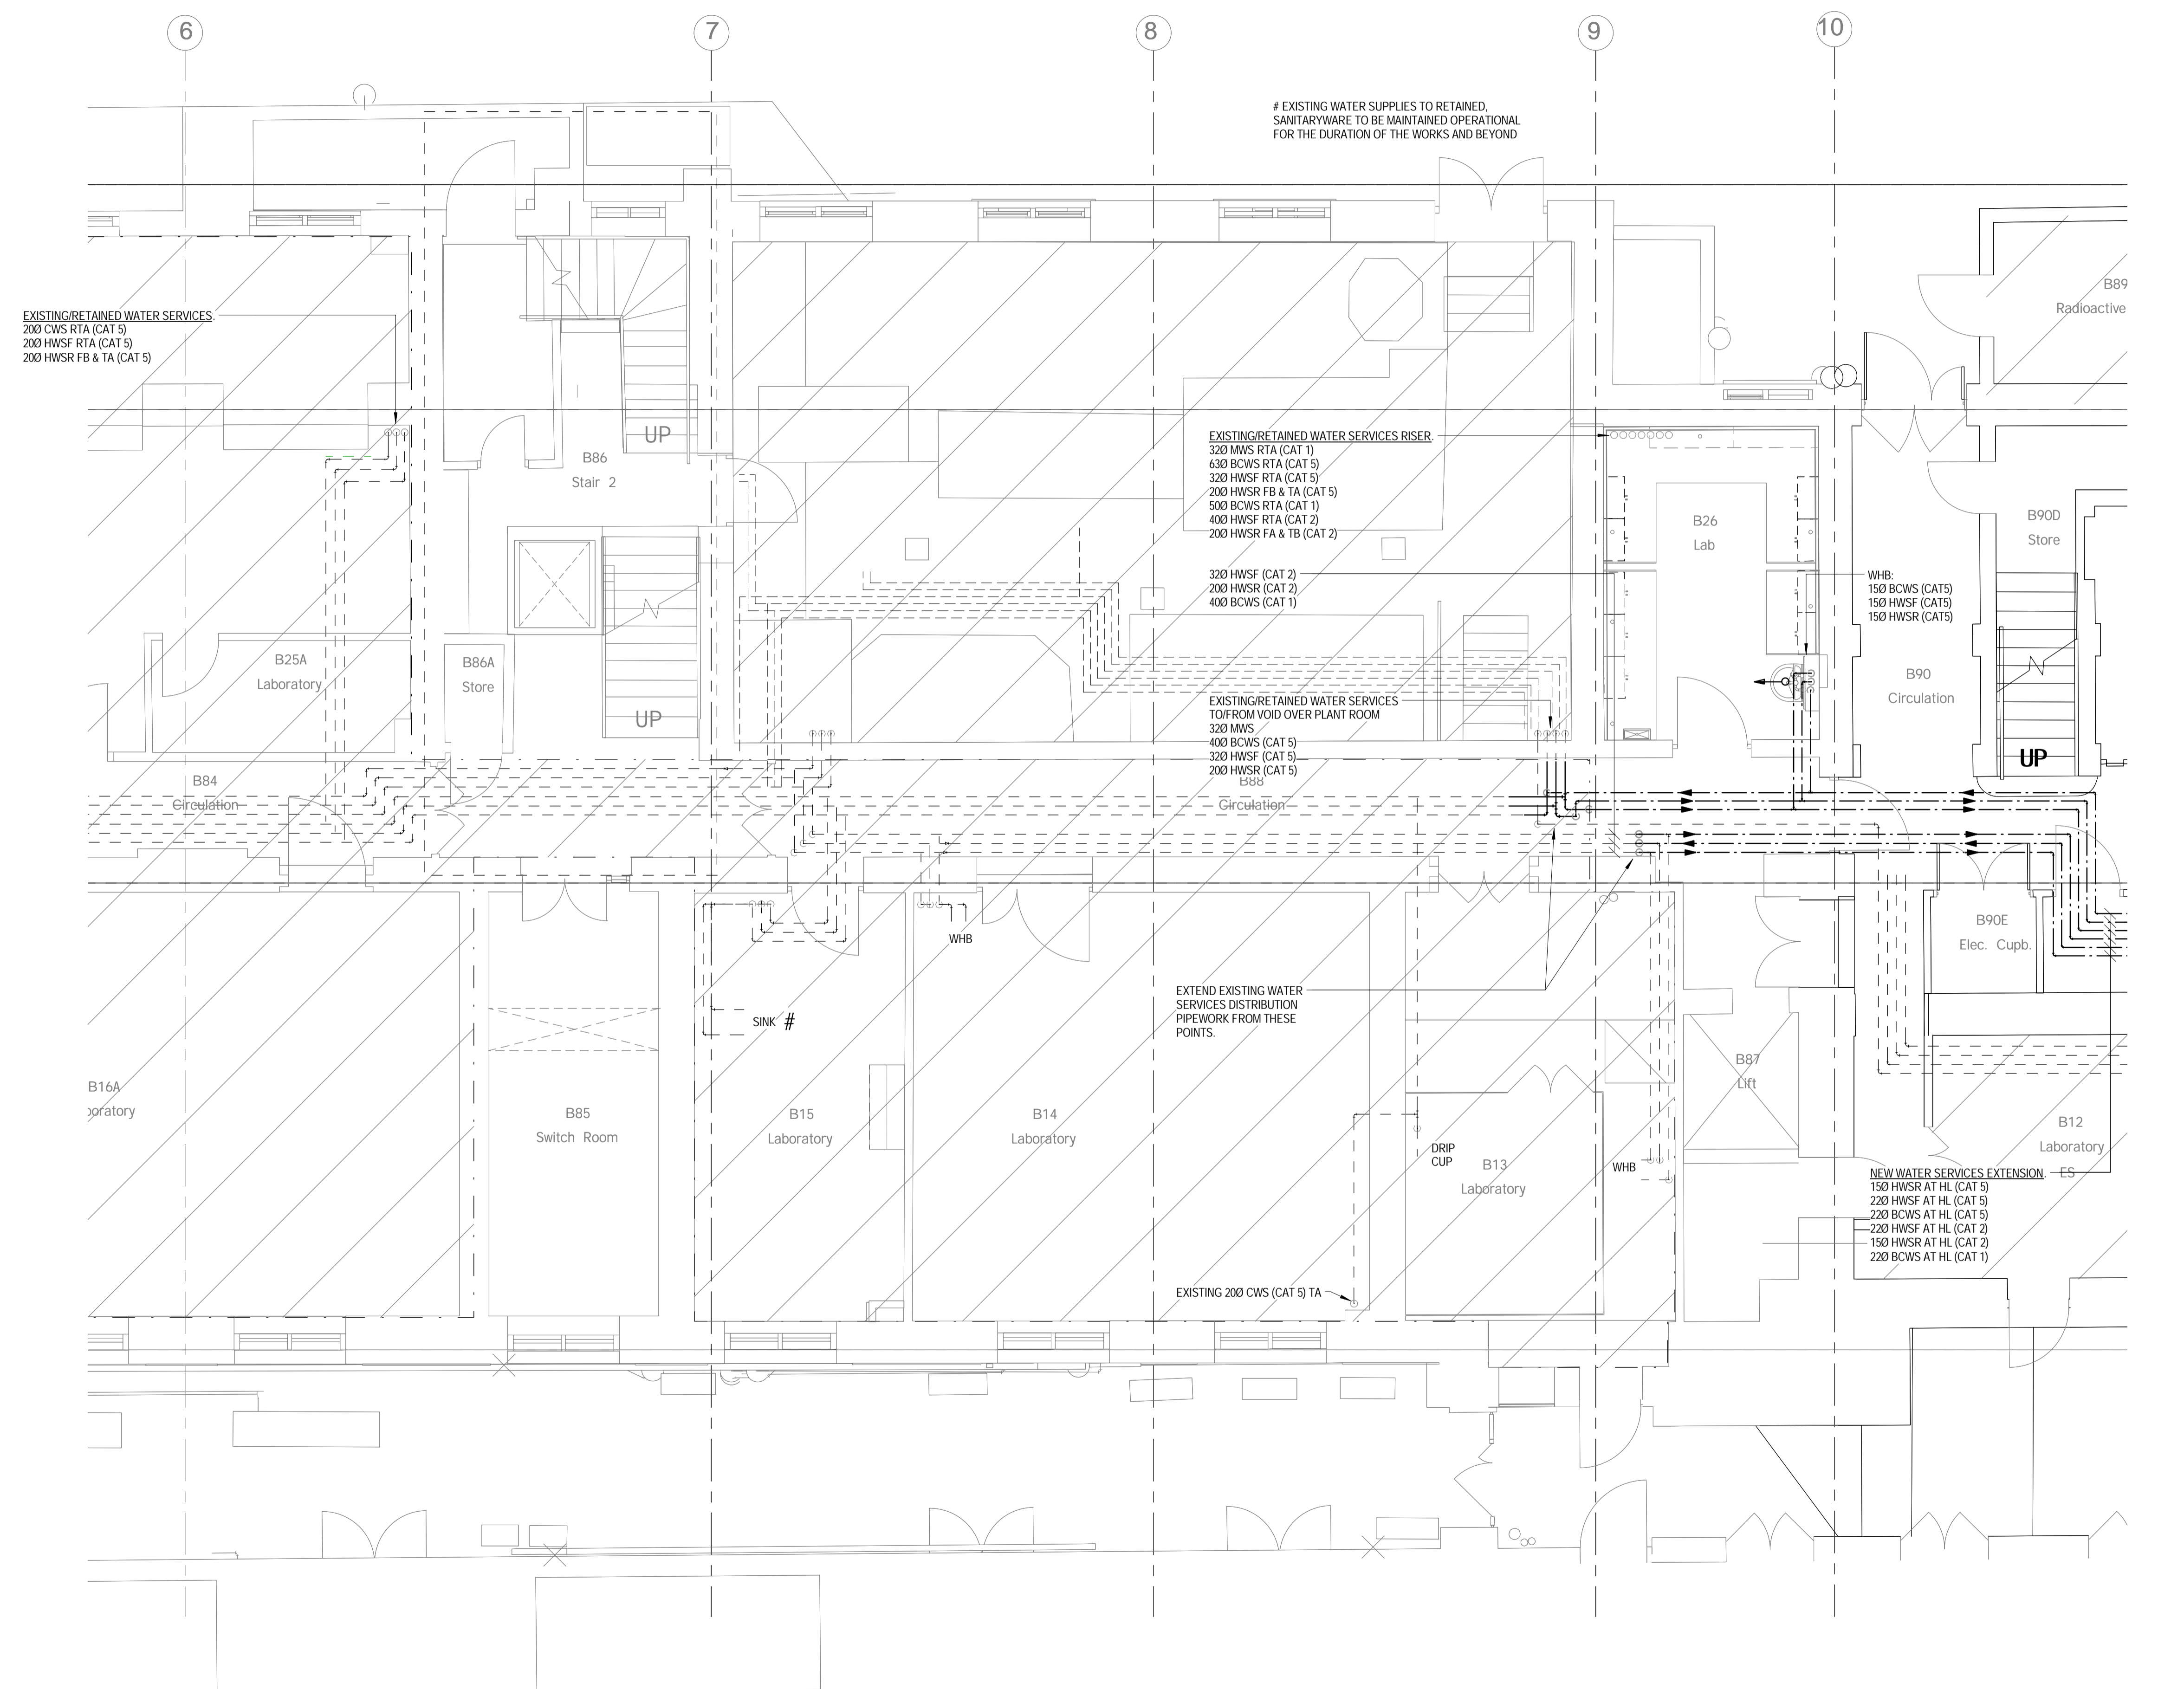 6
7
8
9
10
# EXISTING WATER SUPPLIES TO RETAINED,
SANITARYWARE TO BE MAINTAINED OPERATIONAL
FOR THE DURATION OF THE WORKS AND BEYOND
B89
Radioactive
EXISTING/RETAINED WATER SERVICES.
20Ø CWS RTA (CAT 5)
20Ø HWSF RTA (CAT 5)
20Ø HWSR FB & TA (CAT 5)
UP
B86
Stair 2
EXISTING/RETAINED WATER SERVICES RISER.
32Ø MWS RTA (CAT 1)
63Ø BCWS RTA (CAT 5)
32Ø HWSF RTA (CAT 5)
20Ø HWSR FB & TA (CAT 5)
50Ø BCWS RTA (CAT 1)
40Ø HWSF RTA (CAT 2)
20Ø HWSR FA & TB (CAT 2)
32Ø HWSF (CAT 2)
20Ø HWSR (CAT 2)
40Ø BCWS (CAT 1)
B26
Lab
B90D
Store
WHB:
15Ø BCWS (CAT5)
15Ø HWSF (CAT5)
15Ø HWSR (CAT5)
B25A
Laboratory
B86A
Store
UP
B90
Circulation
UP
EXISTING/RETAINED WATER SERVICES
TO/FROM VOID OVER PLANT ROOM
32Ø MWS
40Ø BCWS (CAT 5)
32Ø HWSF (CAT 5)
20Ø HWSR (CAT 5)
B88
Circulation
B84
Circulation
WHB
B90E
Elec. Cupb.
EXTEND EXISTING WATER
SERVICES DISTRIBUTION
PIPEWORK FROM THESE
POINTS.
SINK #
B87
Lift
B16A
boratory
B85
Switch Room
B15
Laboratory
B14
Laboratory
DRIP
CUP
B13
Laboratory
WHB
B12
Laboratory
ES
NEW WATER SERVICES EXTENSION.
15Ø HWSR AT HL (CAT 5)
22Ø HWSF AT HL (CAT 5)
22Ø BCWS AT HL (CAT 5)
22Ø HWSF AT HL (CAT 2)
15Ø HWSR AT HL (CAT 2)
22Ø BCWS AT HL (CAT 1)
EXISTING 20Ø CWS (CAT 5) TA